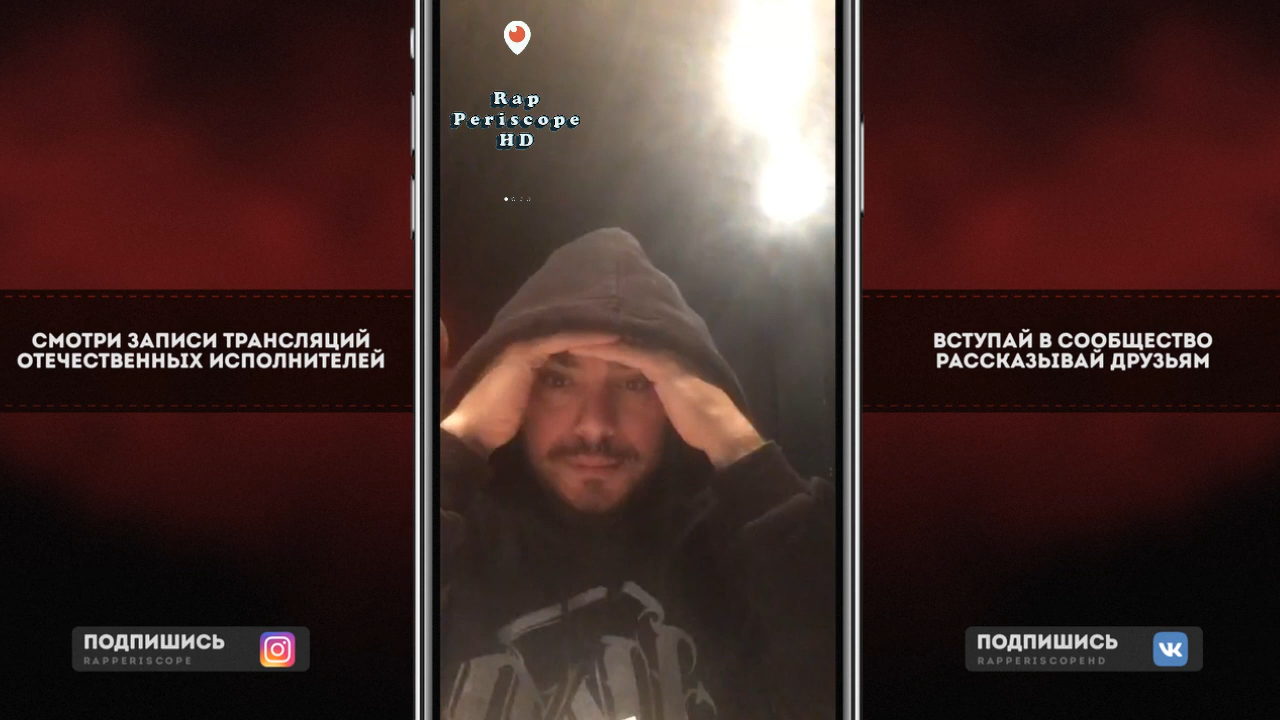 Rap
Periscope
HD
СМОТРИ ЗАПИСИ ТРАНСЛЯЦИЙ
ОТЕЧЕСТВЕННЫХ ИСПОЛНИТЕЛЕЙ
ВСТУПАЙ В СООБЩЕСТВО
РАССКАЗЫВАЙ ДРУЗЬЯМ
ПОДПИШИСЬ
RAPPERISCOPE
ПОДПИШИСЬ
RAPPERISCOPEHD